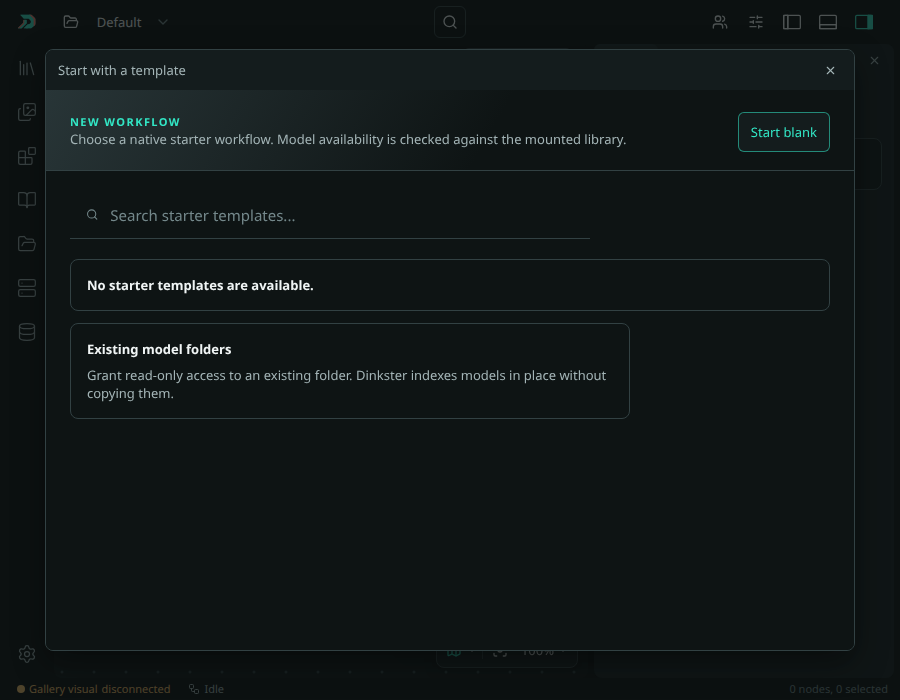 Default
Start with a template
NEW WORKFLOW
Choose a native starter workflow. Model availability is checked against the mounted library.
Start blank
Search starter templates...
No starter templates are available.
Existing model folders
Grant read-only access to an existing folder. Dinkster indexes models in place without
copying them.
100%
Gallery visual disconnected
Idle
0 nodes, 0 selected